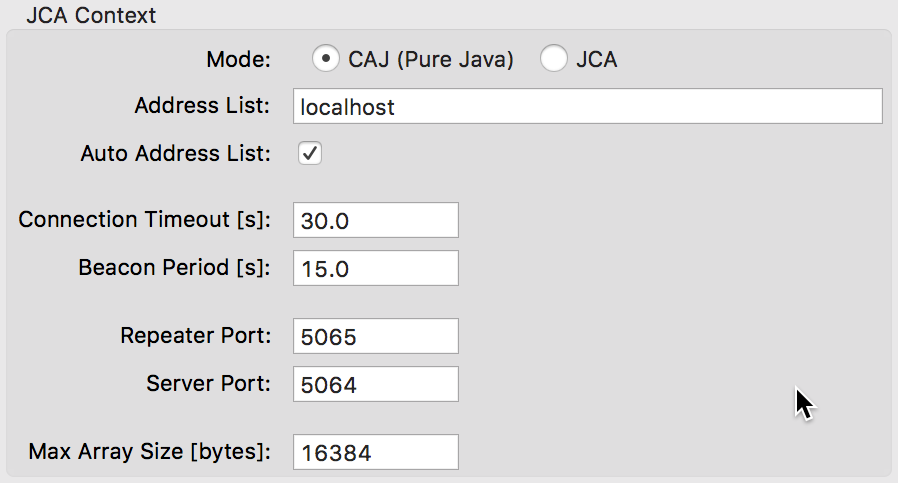 JCA Context
Mode: CAJ (Pure Java) JCA
Address List: localhost
Auto Address List:
Connection Timeout [s]: 30.0
Beacon Period [s]: 15.0
Repeater Port: 5065
Server Port: 5064
Max Array Size [bytes]: 16384